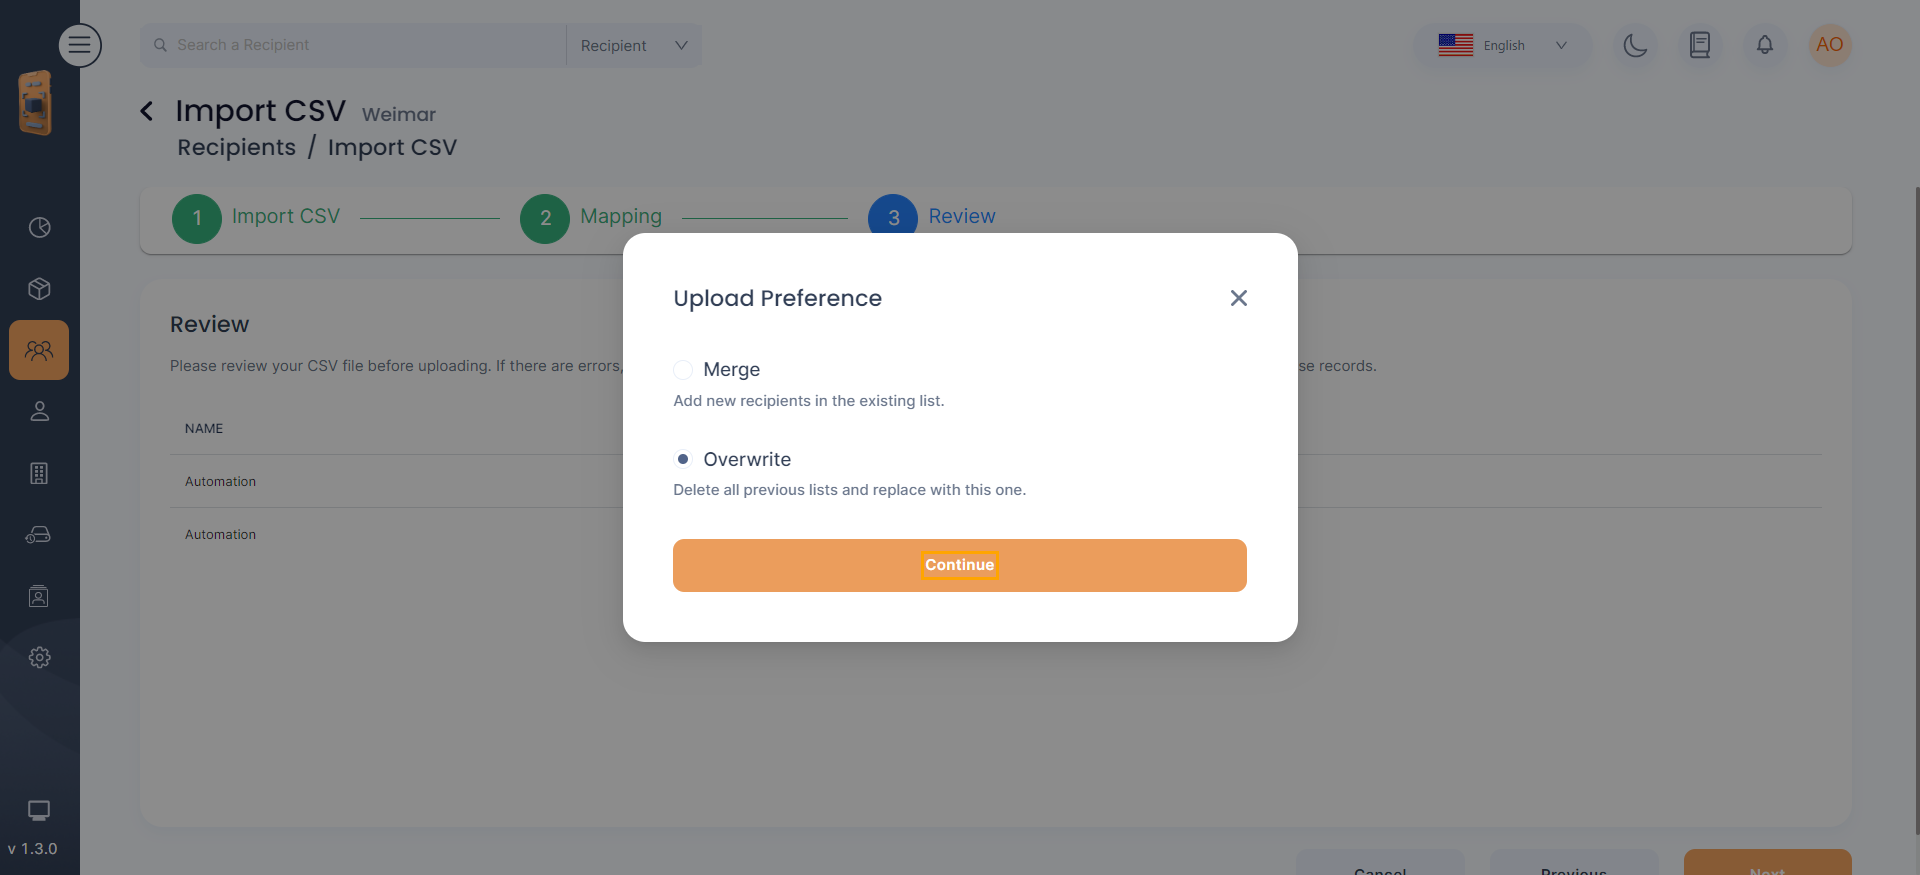 Search a Recipient
Recipient
English
AO
Import CSV Weimar
Recipients / Import CSV
1 Import CSV
2 Mapping
3 Review
Upload Preference
Review
Merge
Please review your CSV file before uploading. If there are errors,
se records.
Add new recipients in the existing list.
NAME
Overwrite
Automation
Delete all previous lists and replace with this one.
Automation
Continue
v 1.3.0
Cancel
Previous
Next